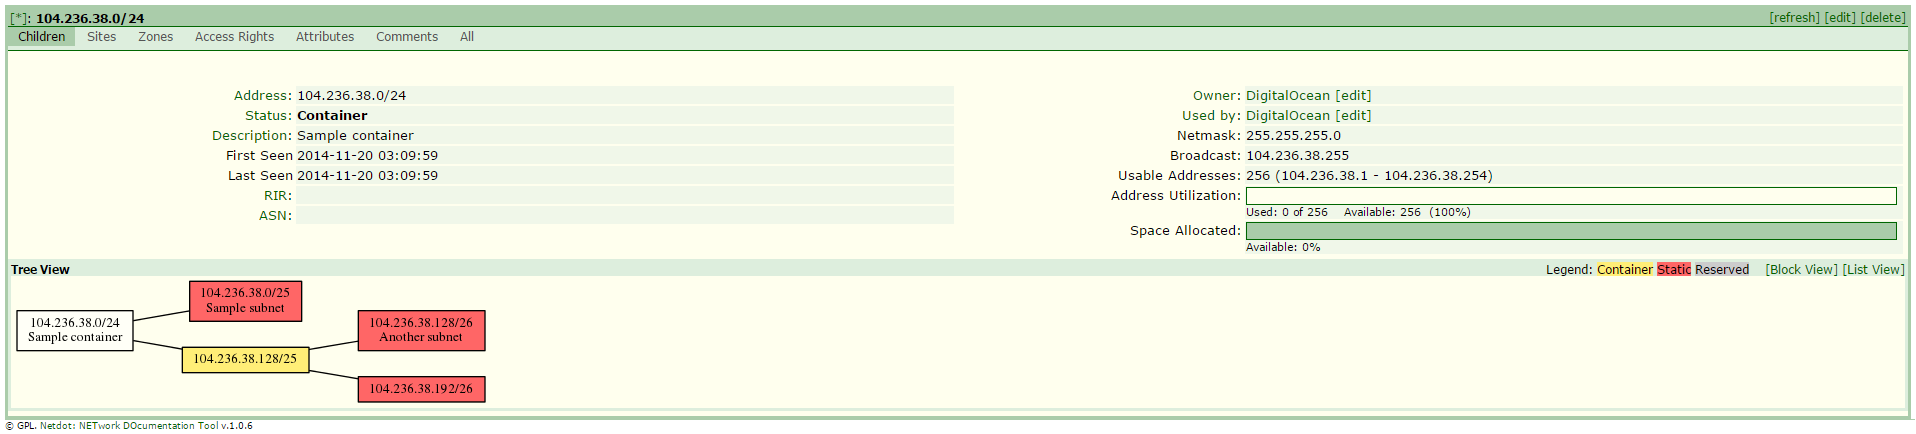 [*]: 104.236.38.0/24 [refresh] [edit] [delete]
Children Sites Zones Access Rights Attributes Comments All
Address: 104.236.38.0/24
Status: Container
Description: Sample container
First Seen 2014-11-20 03:09:59
Last Seen 2014-11-20 03:09:59
RIR:
ASN:
Owner: DigitalOcean [edit]
Used by: DigitalOcean [edit]
Netmask: 255.255.255.0
Broadcast: 104.236.38.255
Usable Addresses: 256 (104.236.38.1 - 104.236.38.254)
Address Utilization:
Used: 0 of 256 Available: 256 (100%)
Space Allocated:
Available: 0%
Tree View Legend: Container Static Reserved [Block View] [List View]
104.236.38.0/24
Sample container
104.236.38.0/25
Sample subnet
104.236.38.128/25
104.236.38.128/26
Another subnet
104.236.38.192/26
© GPL. Netdot: NETwork DOcumentation Tool v.1.0.6